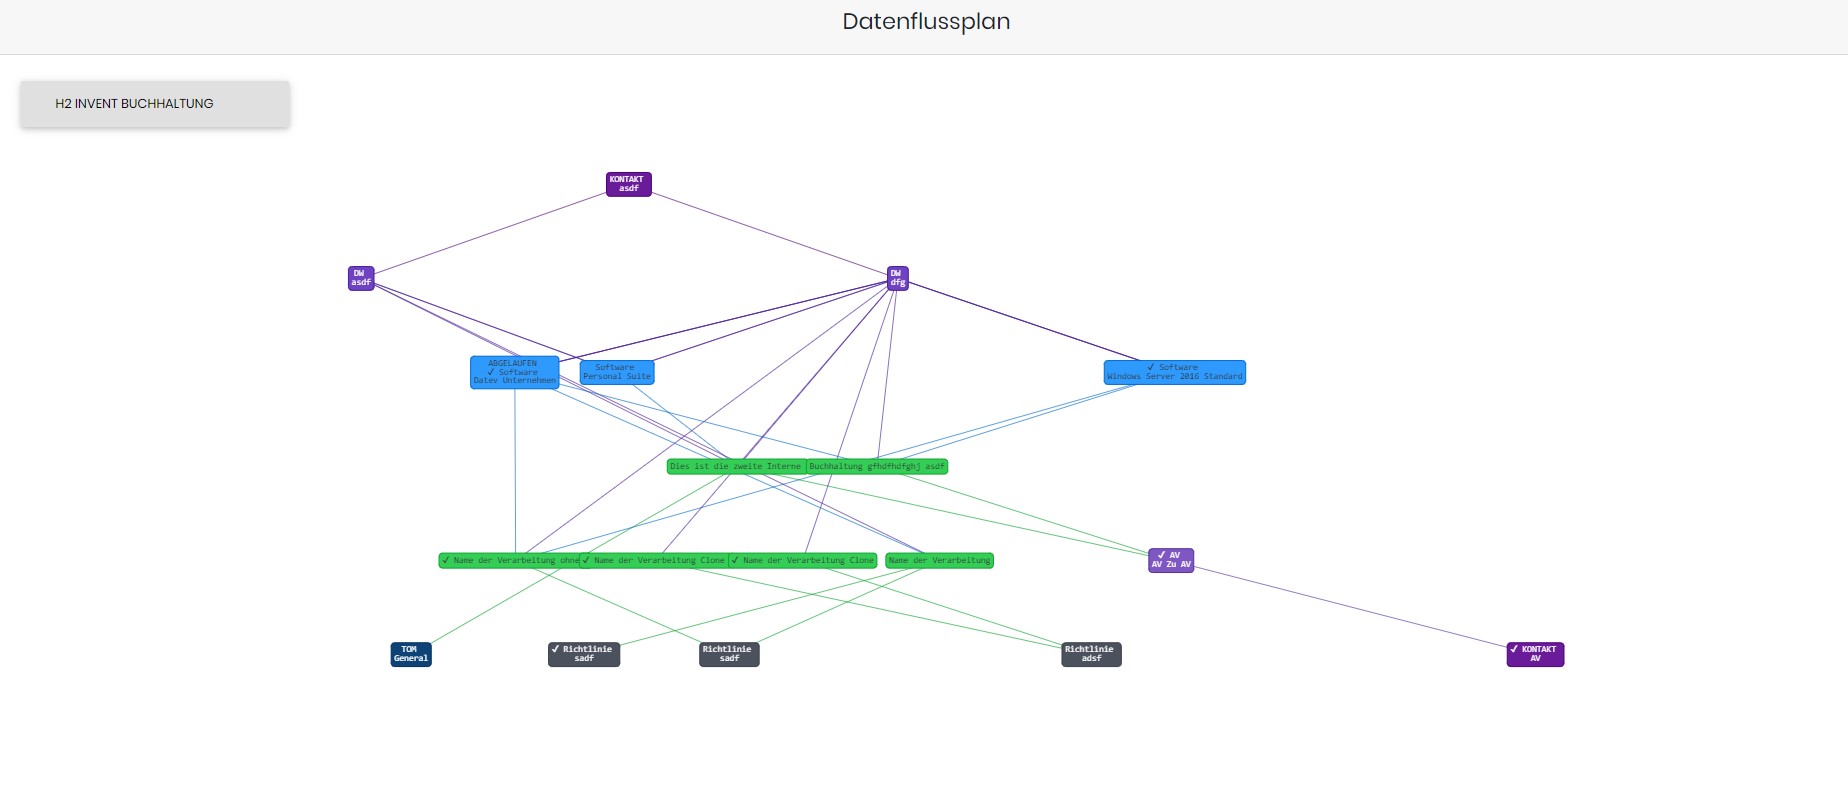 Datenflussplan
H2 INVENT BUCHHALTUNG
KONTAKT
asdf
DW
asdf
DW
dfg
ABGELAUFEN
✓ Software
Datev Unternehmen
Software
Personal Suite
✓ Software
Windows Server 2016 Standard
Dies ist die zweite Interne
Buchhaltung gfhdfhdfghj asdf
✓ Name der Verarbeitung ohne
✓ Name der Verarbeitung Clone
✓ Name der Verarbeitung Clone
Name der Verarbeitung
✓ AV
AV Zu AV
TOM
General
✓ Richtlinie
sadf
Richtlinie
sadf
Richtlinie
adsf
✓ KONTAKT
AV